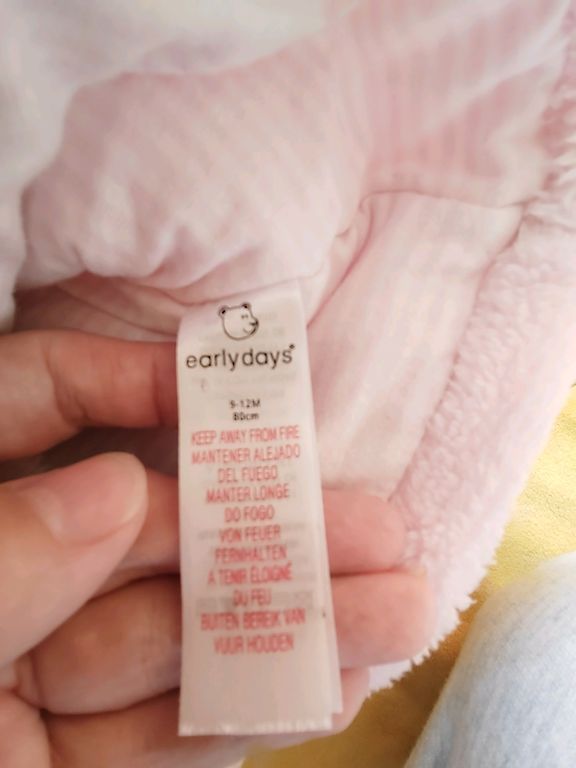 earlydays
9-12M
80cm
KEEP AWAY FROM FIRE
MANTENER ALEJADO
DEL FUEGO
MANTER LONGE
DO FOGO
VON FEUER
FERNHALTEN
A TENIR ÉLOIGNÉ
DU FEU
BUITEN BEREIK VAN
VUUR HOUDEN